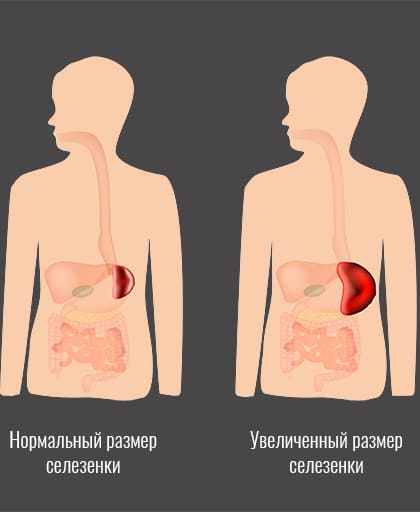 Нормальный размер
селезенки
Увеличенный размер
селезенки